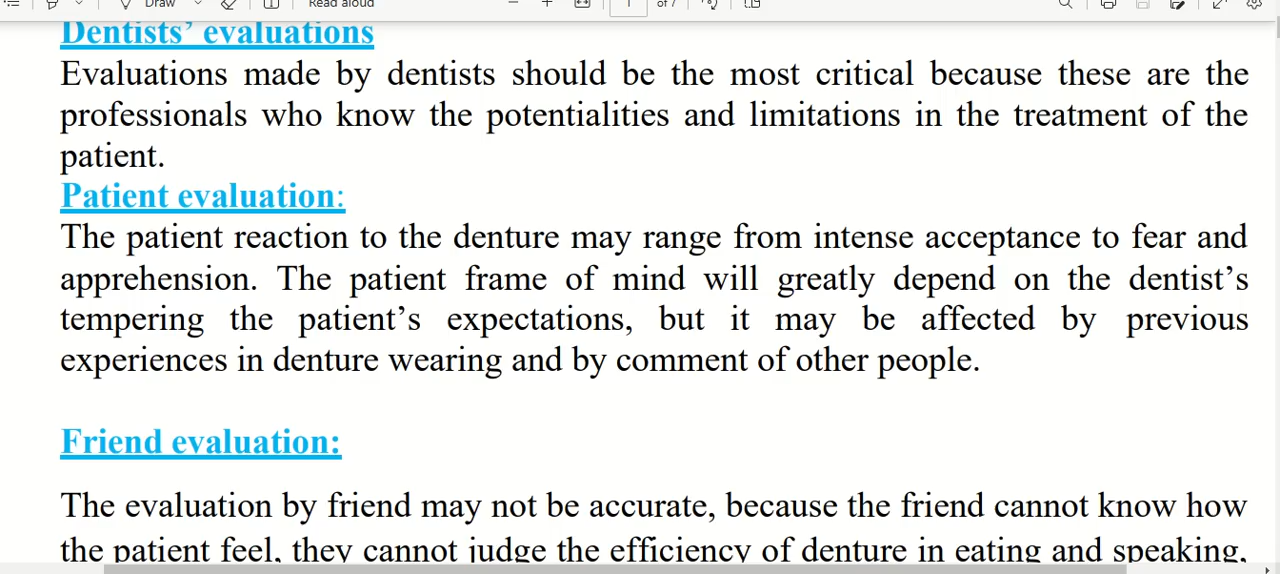 Draw
Read aloud
1
of 7
Dentists’ evaluations
Evaluations made by dentists should be the most critical because these are the
professionals who know the potentialities and limitations in the treatment of the
patient.
Patient evaluation:
The patient reaction to the denture may range from intense acceptance to fear and
apprehension. The patient frame of mind will greatly depend on the dentist’s
tempering the patient’s expectations, but it may be affected by previous
experiences in denture wearing and by comment of other people.
Friend evaluation:
The evaluation by friend may not be accurate, because the friend cannot know how
the patient feel, they cannot judge the efficiency of denture in eating and speaking,